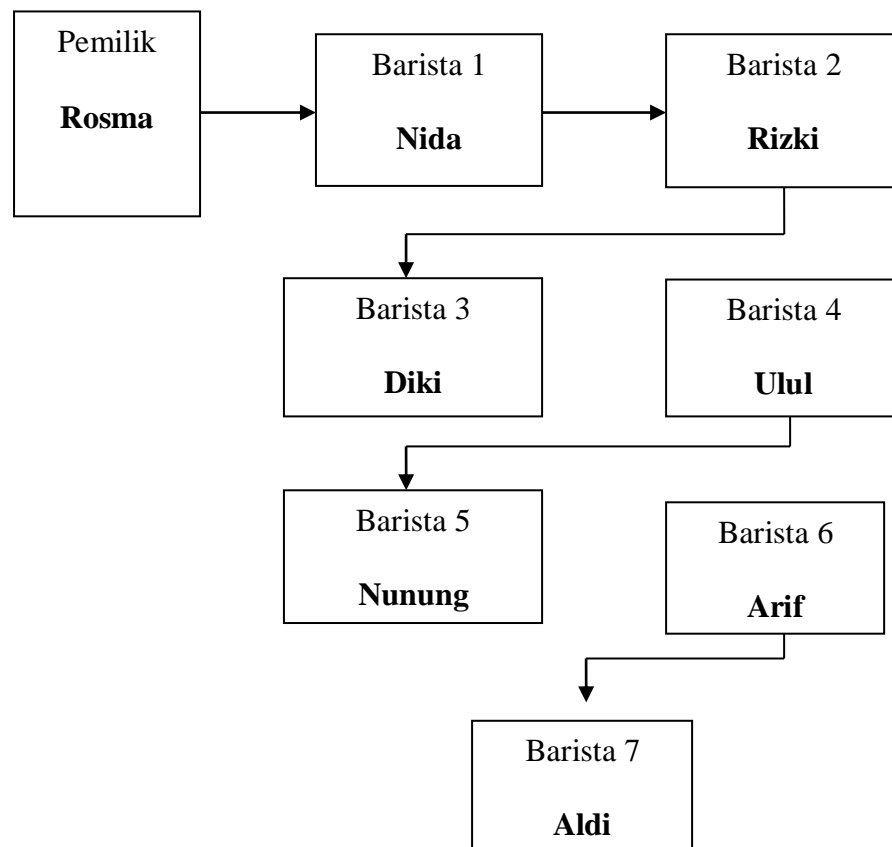 Pemilik
Rosma
Barista 1
Nida
Barista 2
Rizki
Barista 3
Diki
Barista 4
Ulul
Barista 5
Nunung
Barista 6
Arif
Barista 7
Aldi